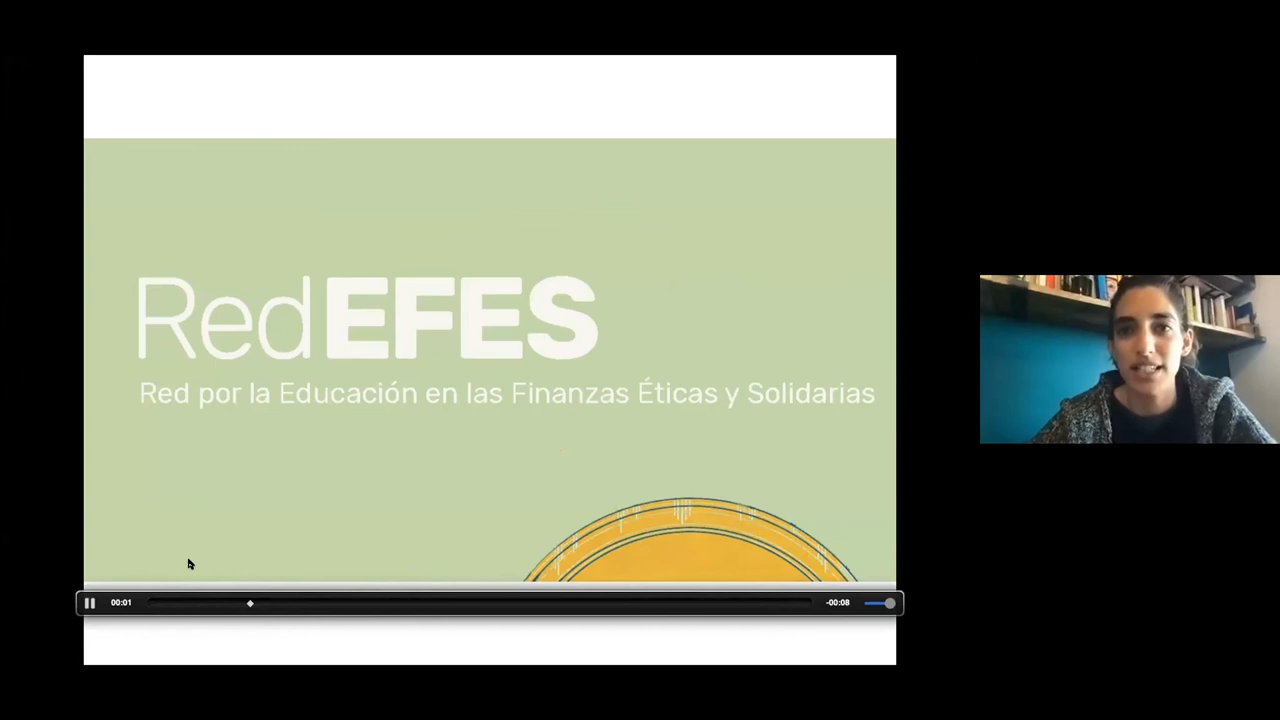 RedEFES
Red por la Educación en las Finanzas Éticas y Solidarias
00:01
-00:08